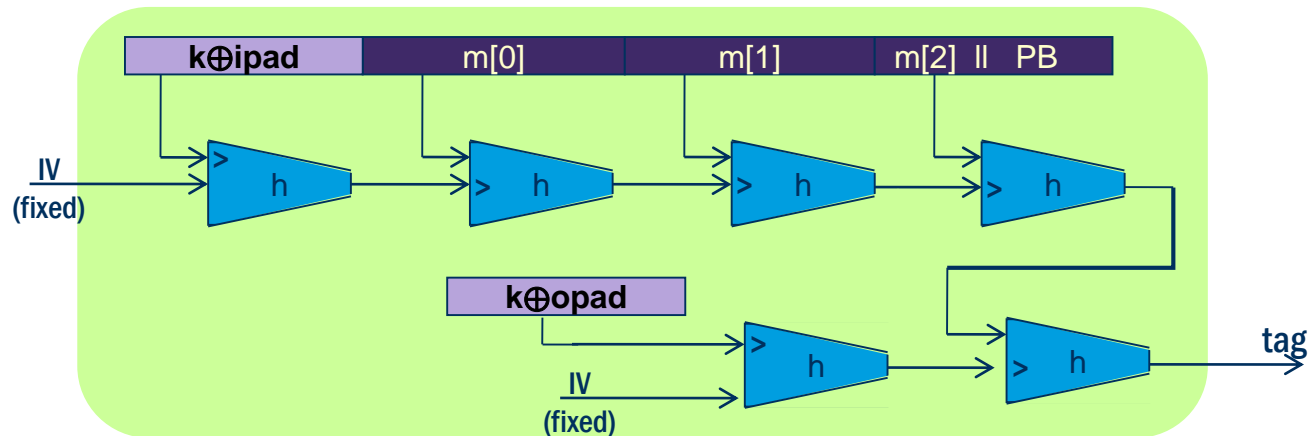 k⊕ipad m[0] m[1] m[2] ll PB
IV
(fixed)
> h > h > h > h
k⊕opad
> h > h
tag
IV
(fixed)